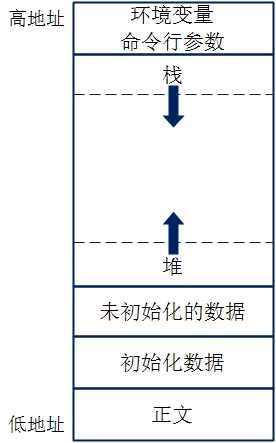 高地址
环境变量
命令行参数
栈
堆
未初始化的数据
初始化数据
正文
低地址